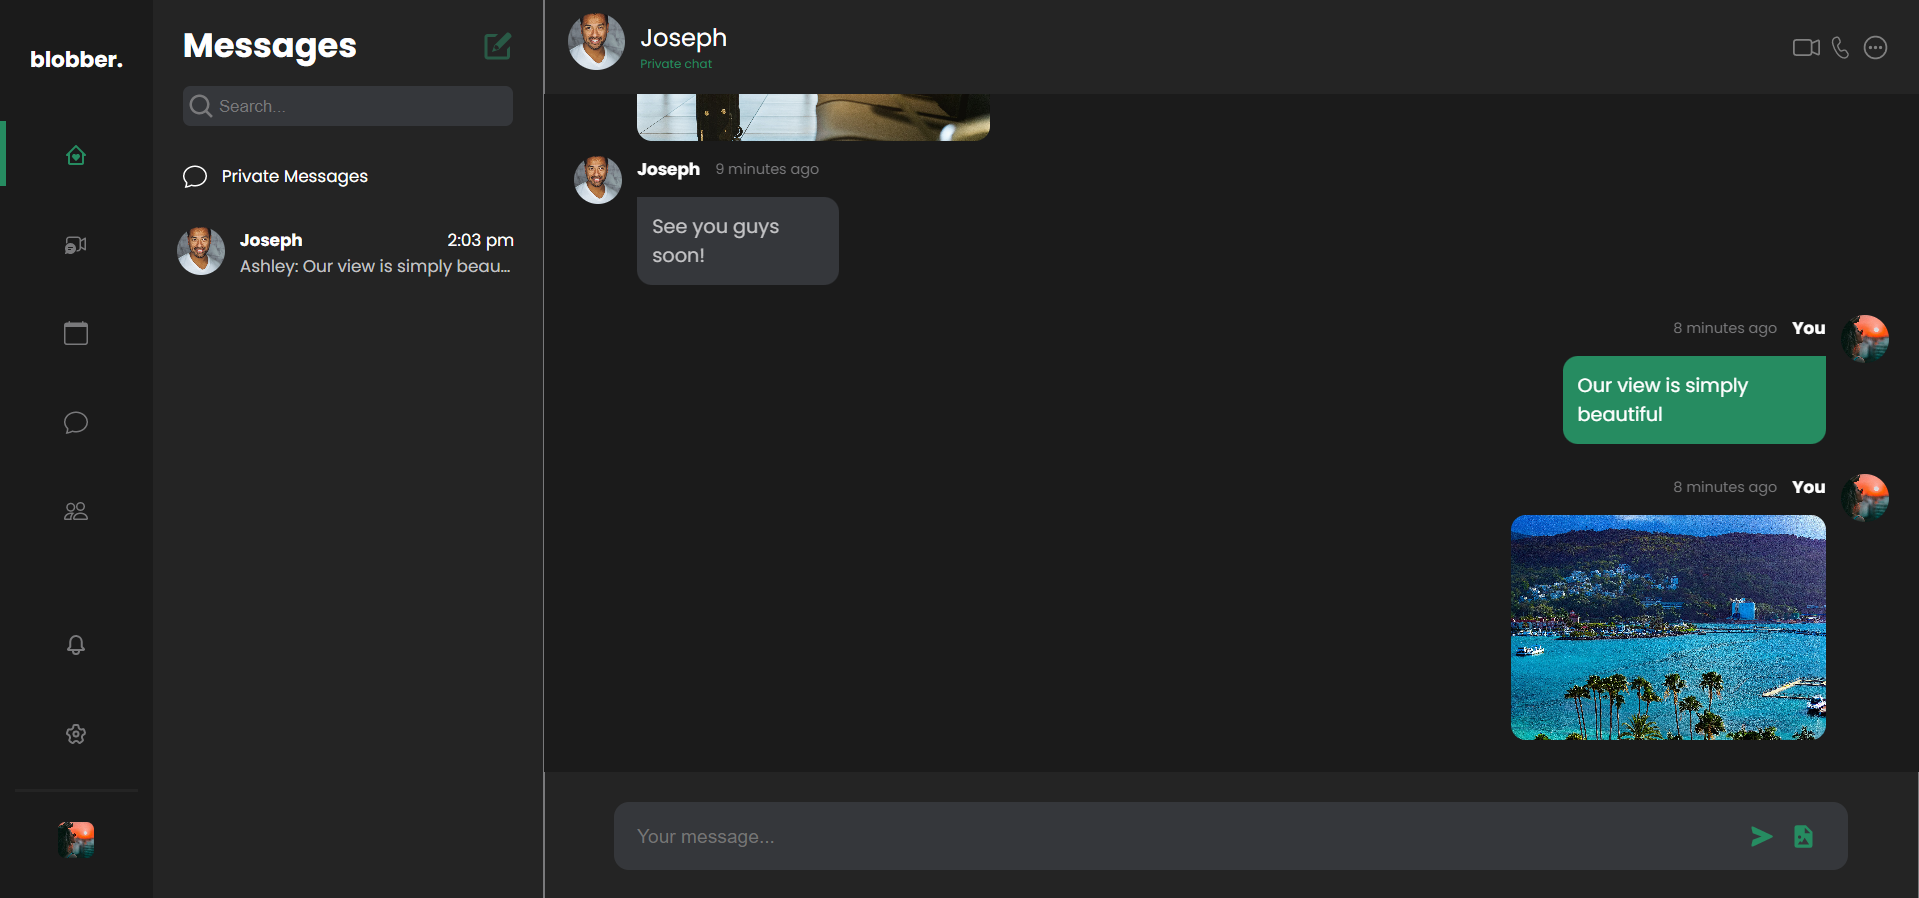 blobber.
Messages
Search...
Private Messages
Joseph 2:03 pm
Ashley: Our view is simply beau...
Joseph
Private chat
Joseph 9 minutes ago
See you guys
soon!
8 minutes ago You
Our view is simply
beautiful
8 minutes ago You
Your message...